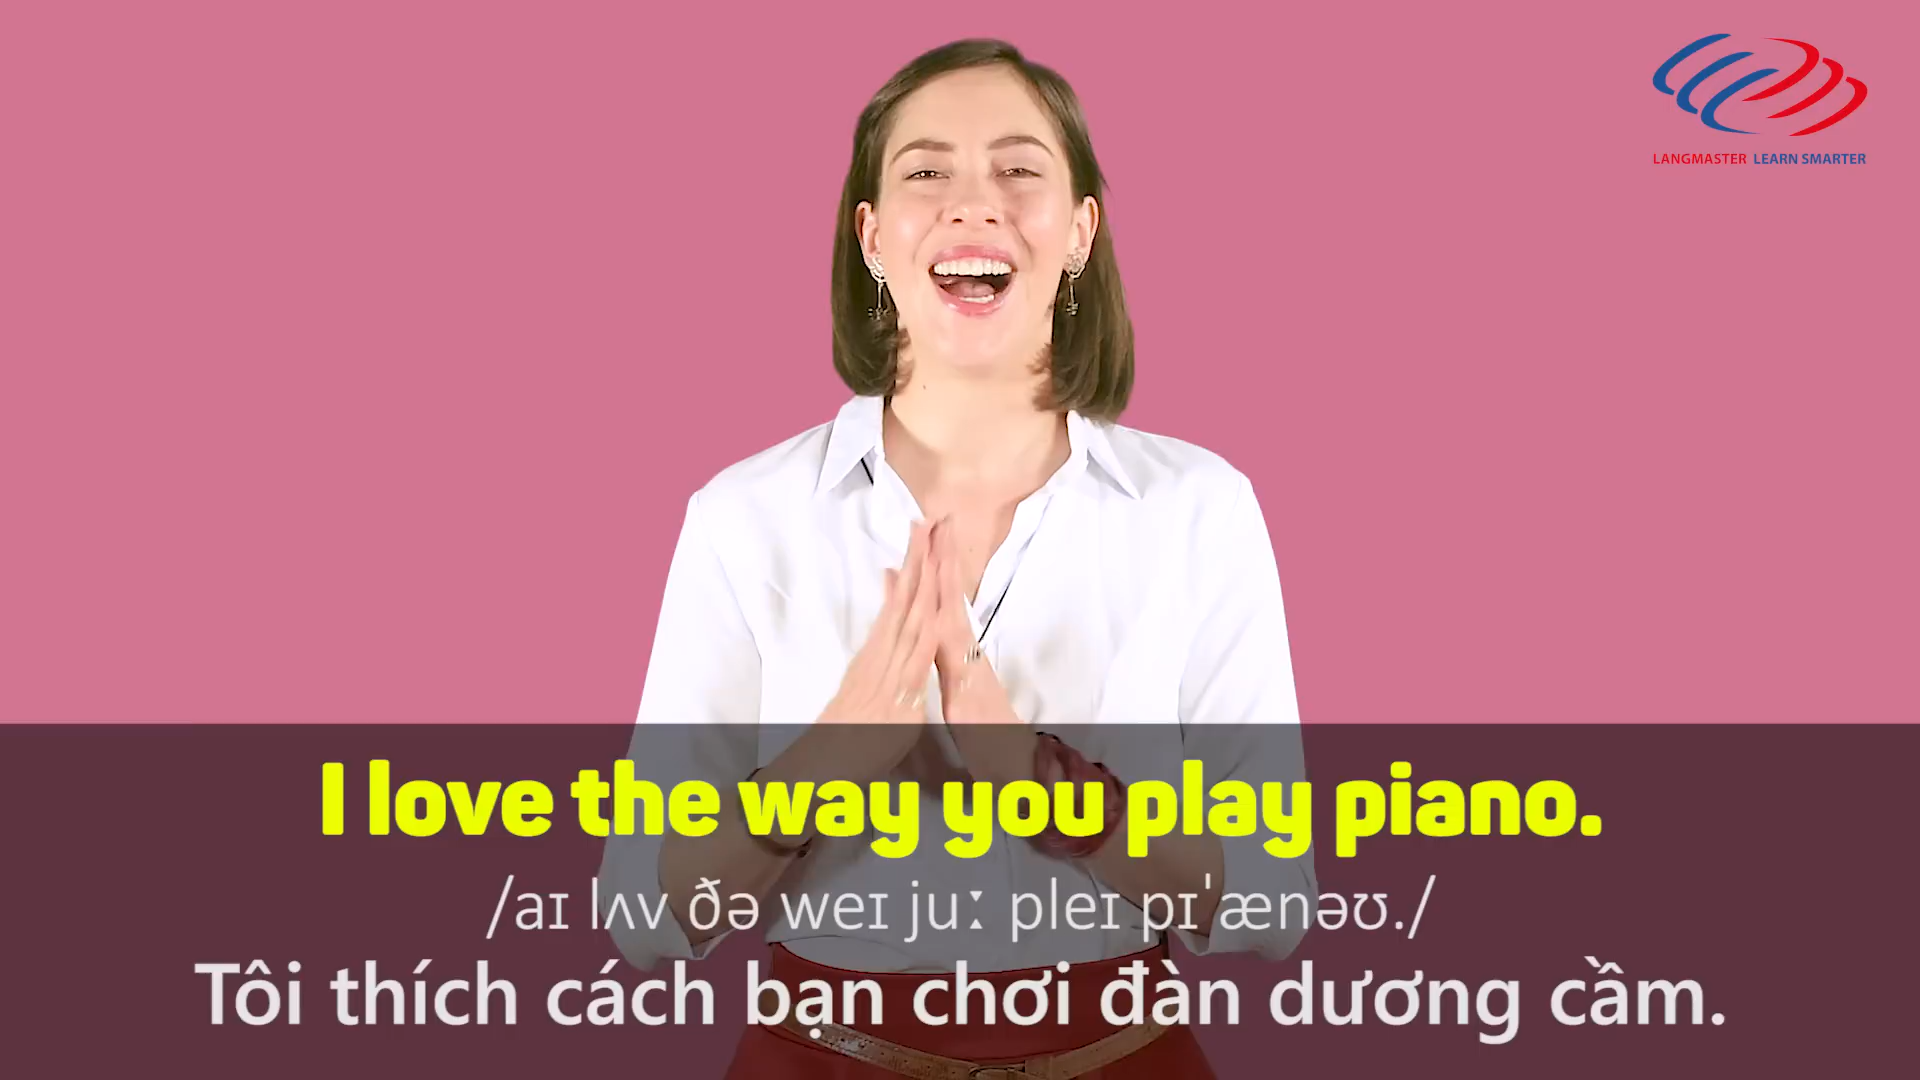 LANGMASTER LEARN SMARTER
I love the way you play piano.
/aɪ lʌv ðə weɪ juː pleɪ pɪˈænəʊ./
Tôi thích cách bạn chơi đàn dương cầm.